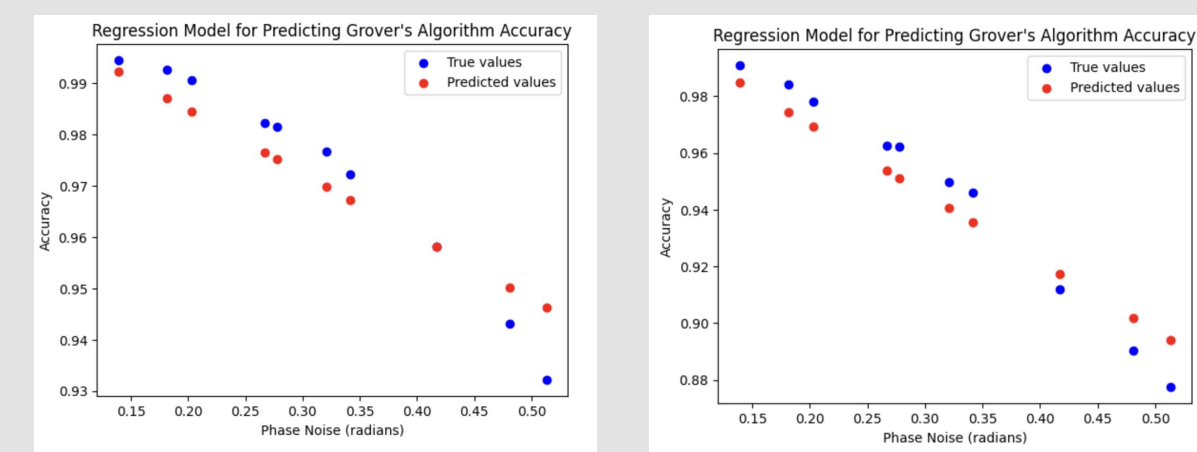 Regression Model for Predicting Grover's Algorithm Accuracy
True values
Predicted values
0.99
0.98
0.97
0.96
0.95
0.94
0.93
Accuracy
0.15 0.20 0.25 0.30 0.35 0.40 0.45 0.50
Phase Noise (radians)
Regression Model for Predicting Grover's Algorithm Accuracy
True values
Predicted values
0.98
0.96
0.94
0.92
0.90
0.88
Accuracy
0.15 0.20 0.25 0.30 0.35 0.40 0.45 0.50
Phase Noise (radians)